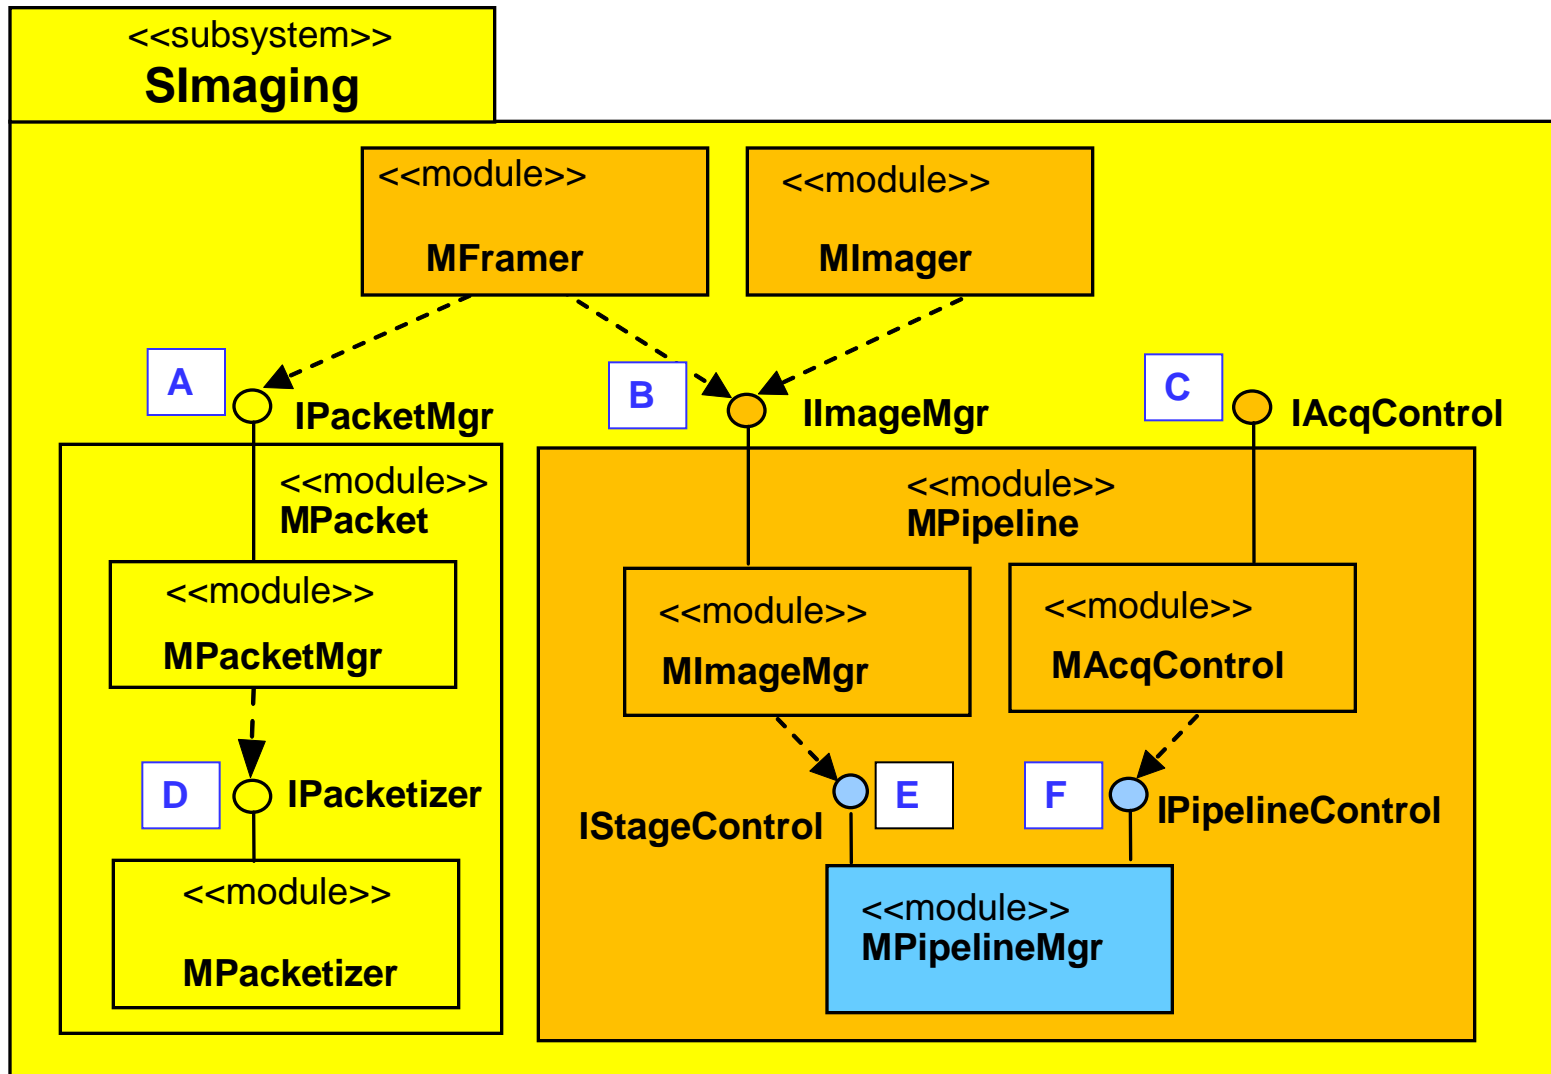 <<subsystem>>
SImaging
<<module>>
MFramer
<<module>>
MImager
A
IPacketMgr
B
IImageMgr
C
IAcqControl
<<module>>
MPacket
<<module>>
MPipeline
<<module>>
MPacketMgr
<<module>>
MImageMgr
<<module>>
MAcqControl
D
IPacketizer
E
IStageControl
F
IPipelineControl
<<module>>
MPacketizer
<<module>>
MPipelineMgr